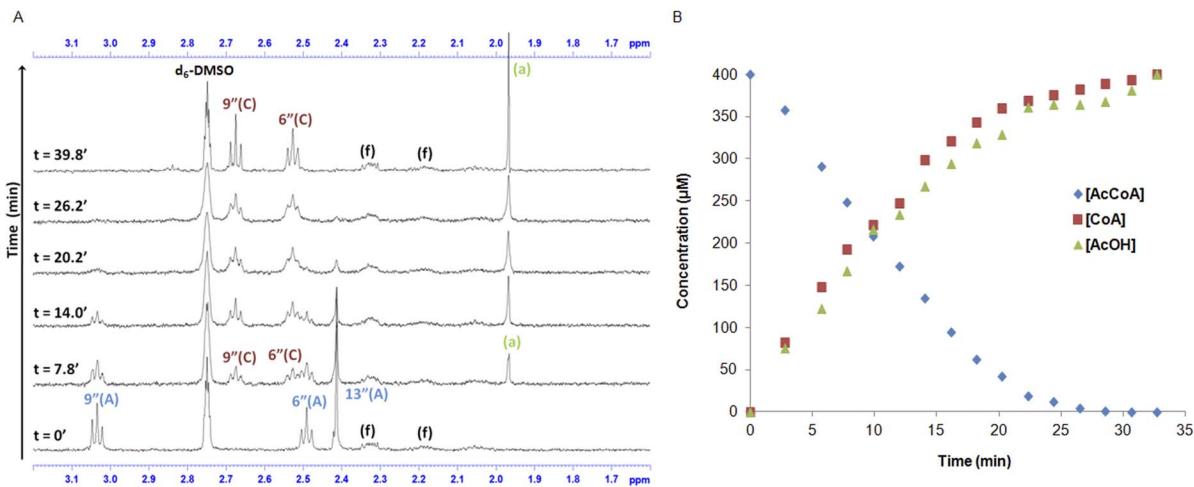 A
3.1 3.0 2.9 2.8 2.7 2.6 2.5 2.4 2.3 2.2 2.1 2.0 1.9 1.8 1.7 ppm
d6-DMSO
(a)
9”(C)
6”(C)
(f) (f)
t = 39.8’
t = 26.2’
t = 20.2’
t = 14.0’
(a)
9”(C) 6”(C)
t = 7.8’
9”(A) 6”(A) 13”(A)
(f) (f)
t = 0’
Time (min)
3.1 3.0 2.9 2.8 2.7 2.6 2.5 2.4 2.3 2.2 2.1 2.0 1.9 1.8 1.7 ppm
B
400
350
300
250
200
150
100
50
0
Concentration (µM)
[AcCoA]
[CoA]
[AcOH]
0 5 10 15 20 25 30 35
Time (min)